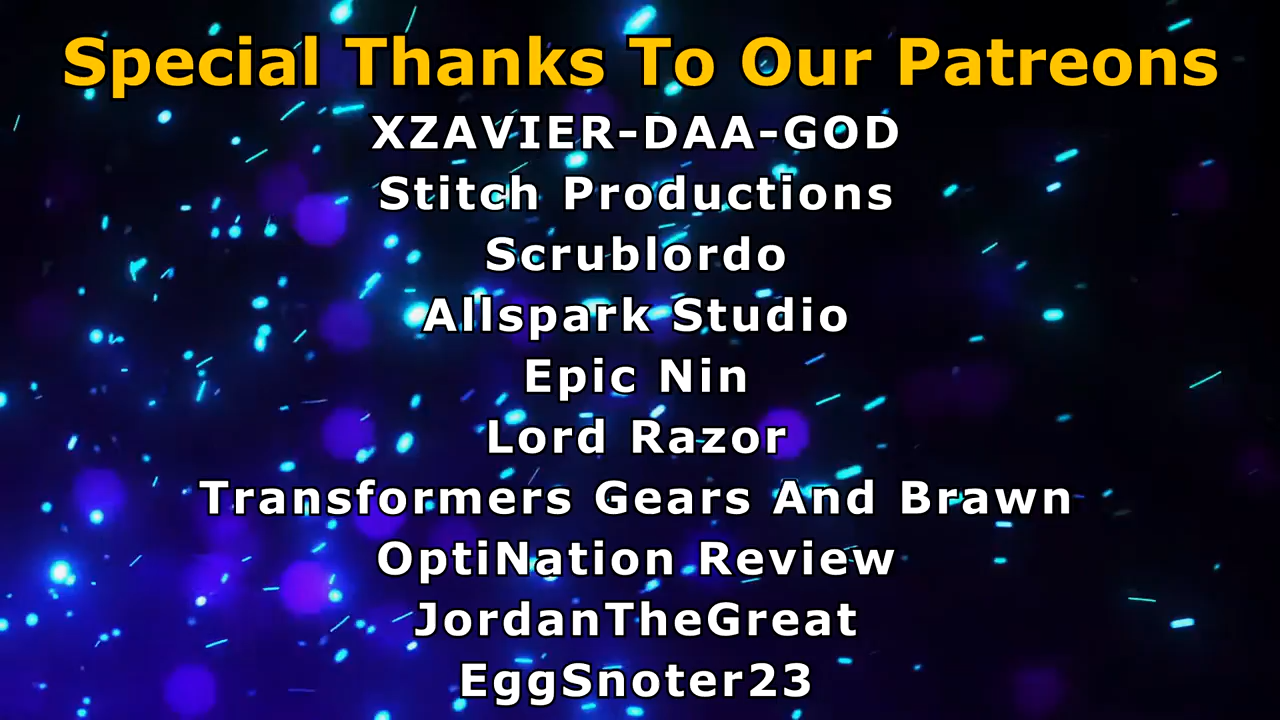 Special Thanks To Our Patreons
XZAVIER-DAA-GOD
Stitch Productions
Scrublordo
Allspark Studio
Epic Nin
Lord Razor
Transformers Gears And Brawn
OptiNation Review
JordanTheGreat
EggSnoter23